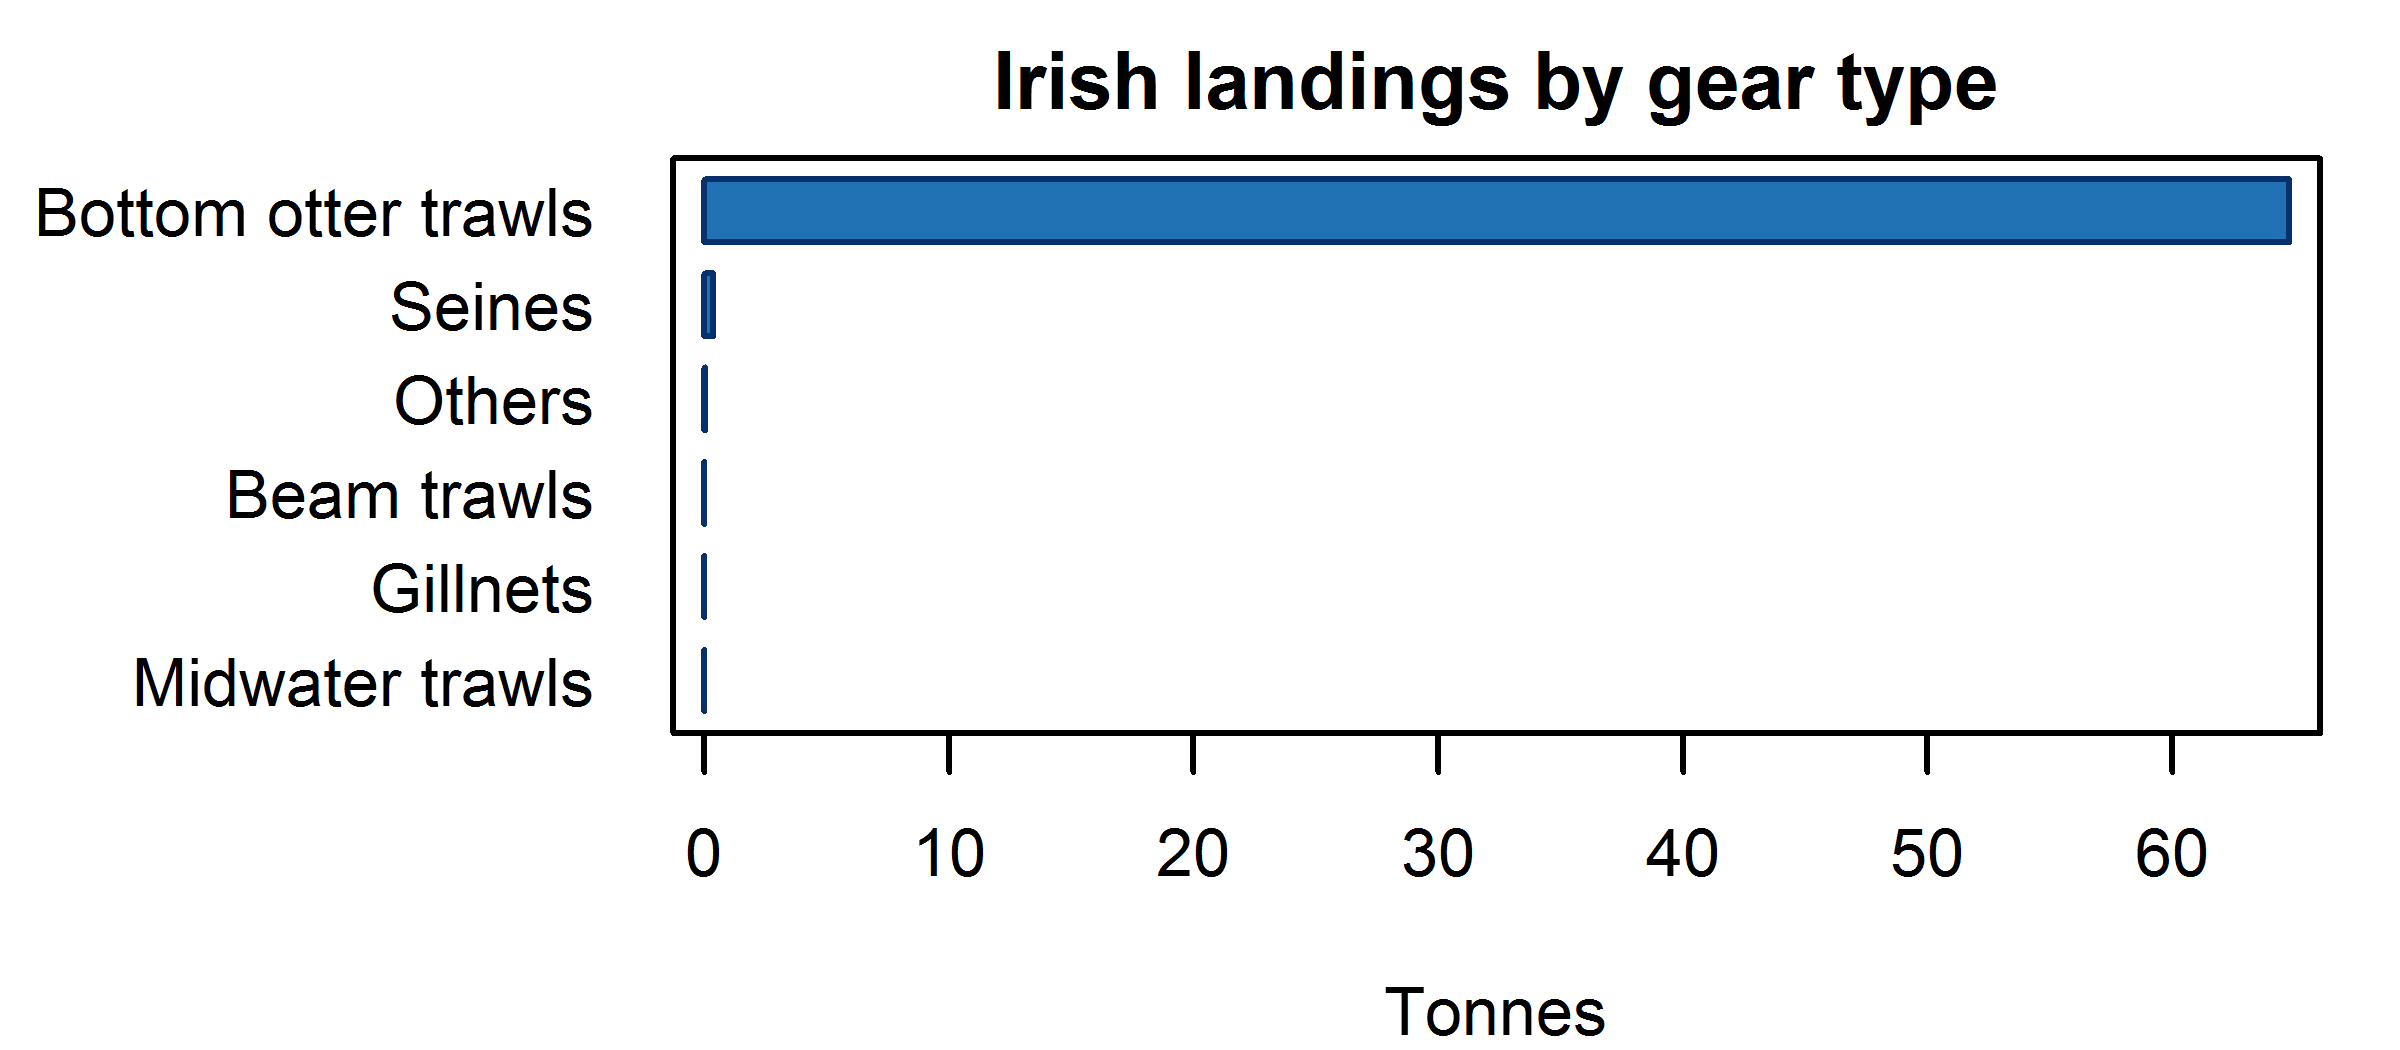 Irish landings by gear type
Bottom otter trawls
Seines
Others
Beam trawls
Gillnets
Midwater trawls
0 10 20 30 40 50 60
Tonnes